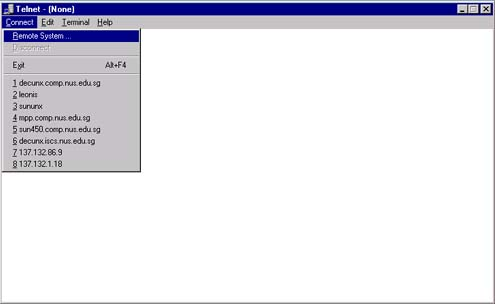 Telnet - (None)
Connect Edit Terminal Help
Remote System ...
Disconnect
Exit Alt+F4
1 decunx.comp.nus.edu.sg
2 leonis
3 sununx
4 mpp.comp.nus.edu.sg
5 sun450.comp.nus.edu.sg
6 decunx.iscs.nus.edu.sg
7 137.132.86.9
8 137.132.1.18